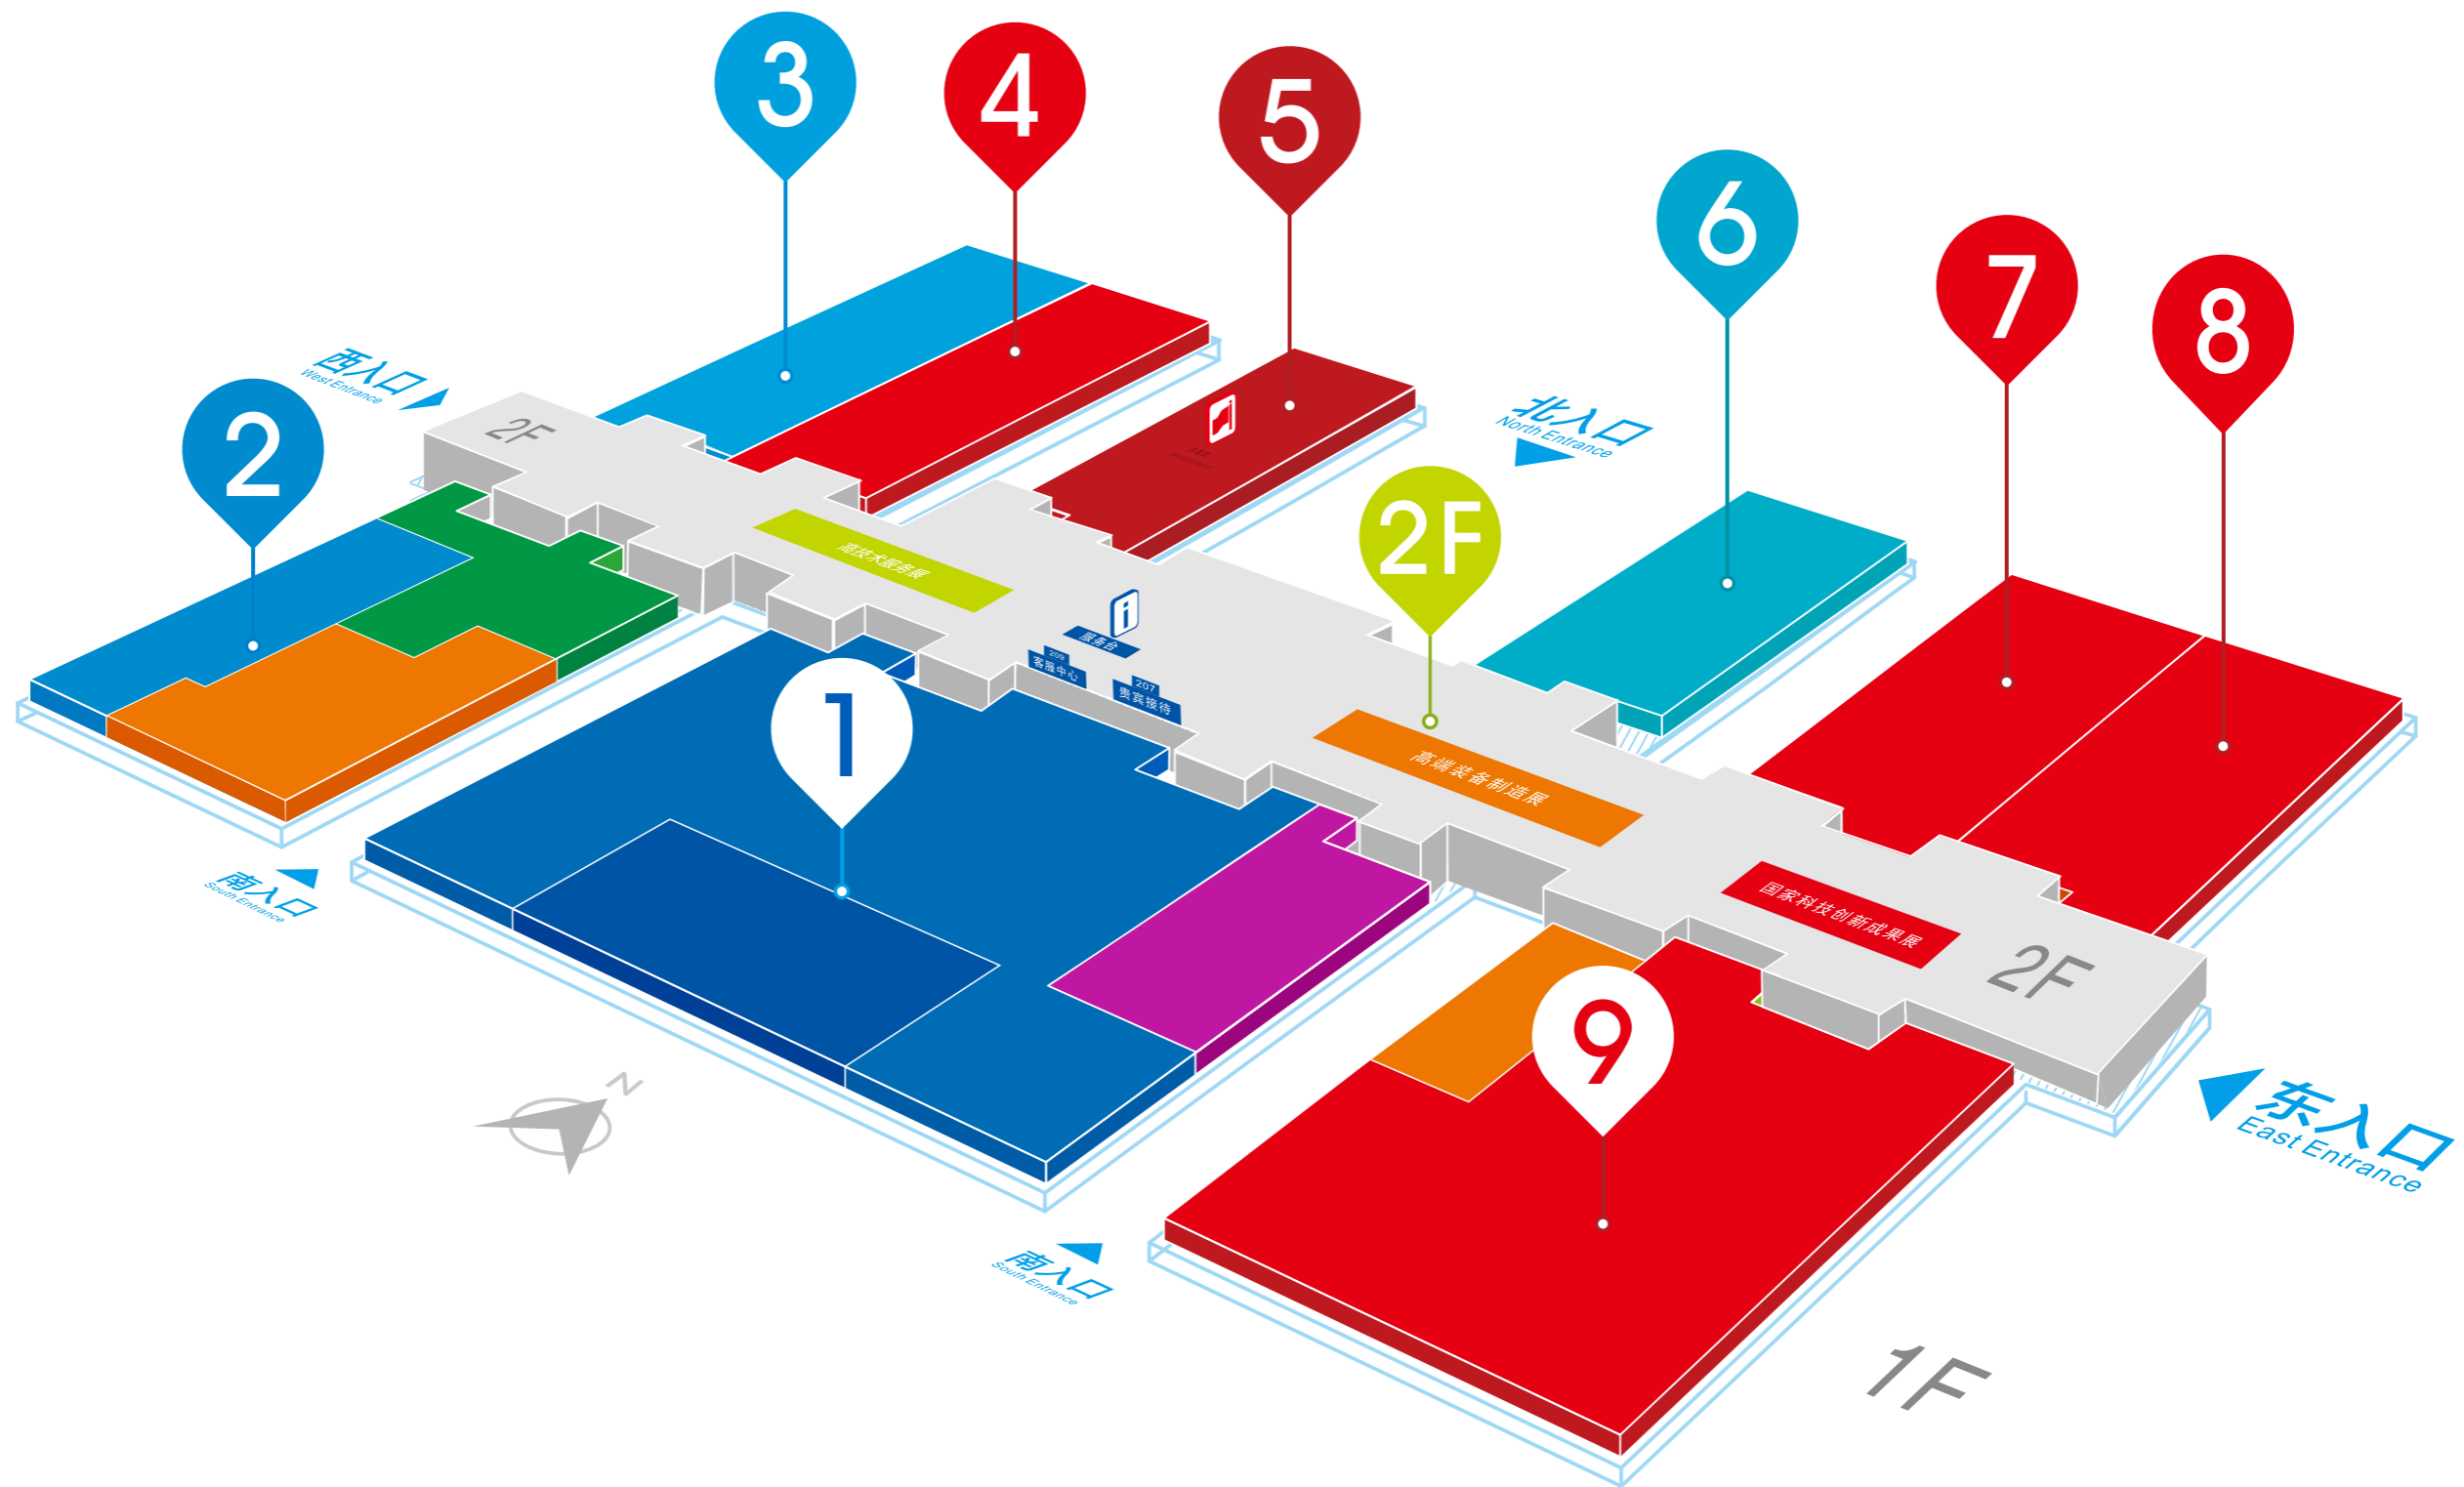 3
4
5
6
7
8
2
西入口
West Entrance
北入口
North Entrance
2F
2F
高技术服务展
服务台
209
客服中心
207
贵宾接待
1
高端装备制造展
国家科技创新成果展
2F
南入口
South Entrance
9
N
东入口
East Entrance
南入口
South Entrance
1F